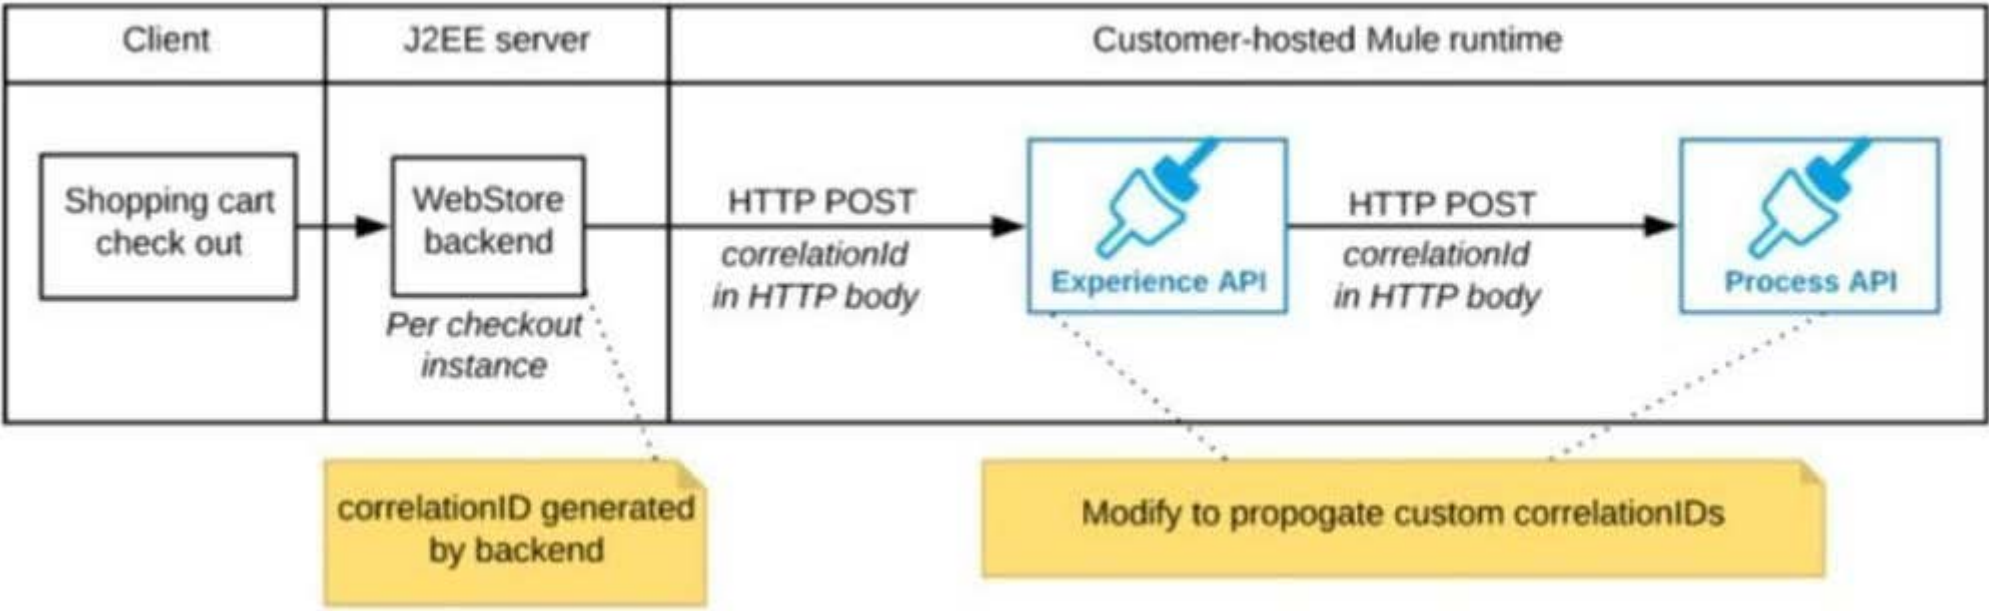 Client
J2EE server
Customer-hosted Mule runtime
Shopping cart
check out
WebStore
backend
Per checkout
instance
HTTP POST
correlationId
in HTTP body
Experience API
HTTP POST
correlationId
in HTTP body
Process API
correlationID generated
by backend
Modify to propogate custom correlationIDs